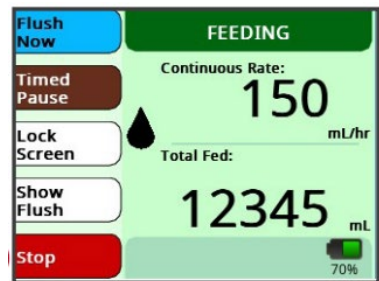 Flush
Now
Timed
Pause
Lock
Screen
Show
Flush
Stop
FEEDING
Continuous Rate:
150
mL/hr
Total Fed:
12345
mL
70%